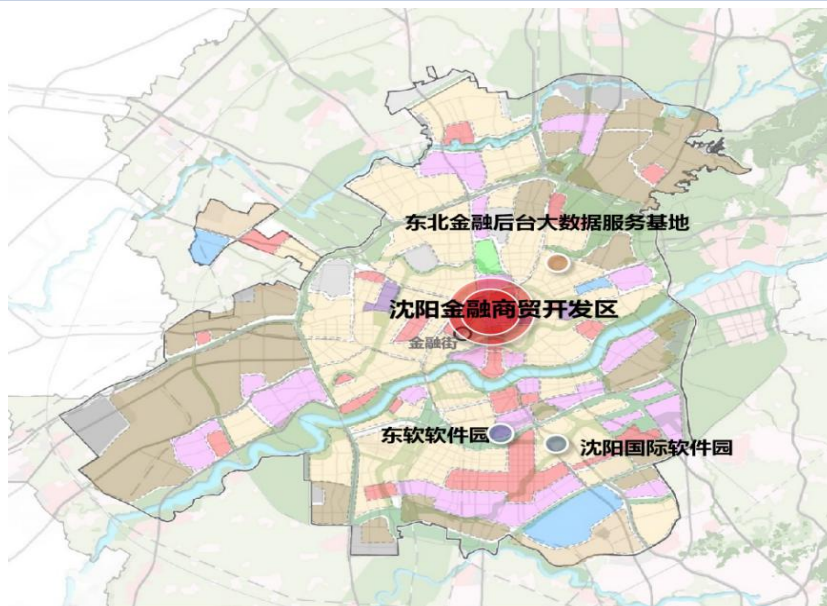 东北金融后台大数据服务基地
沈阳金融商贸开发区
金融街
东软软件园
沈阳国际软件园